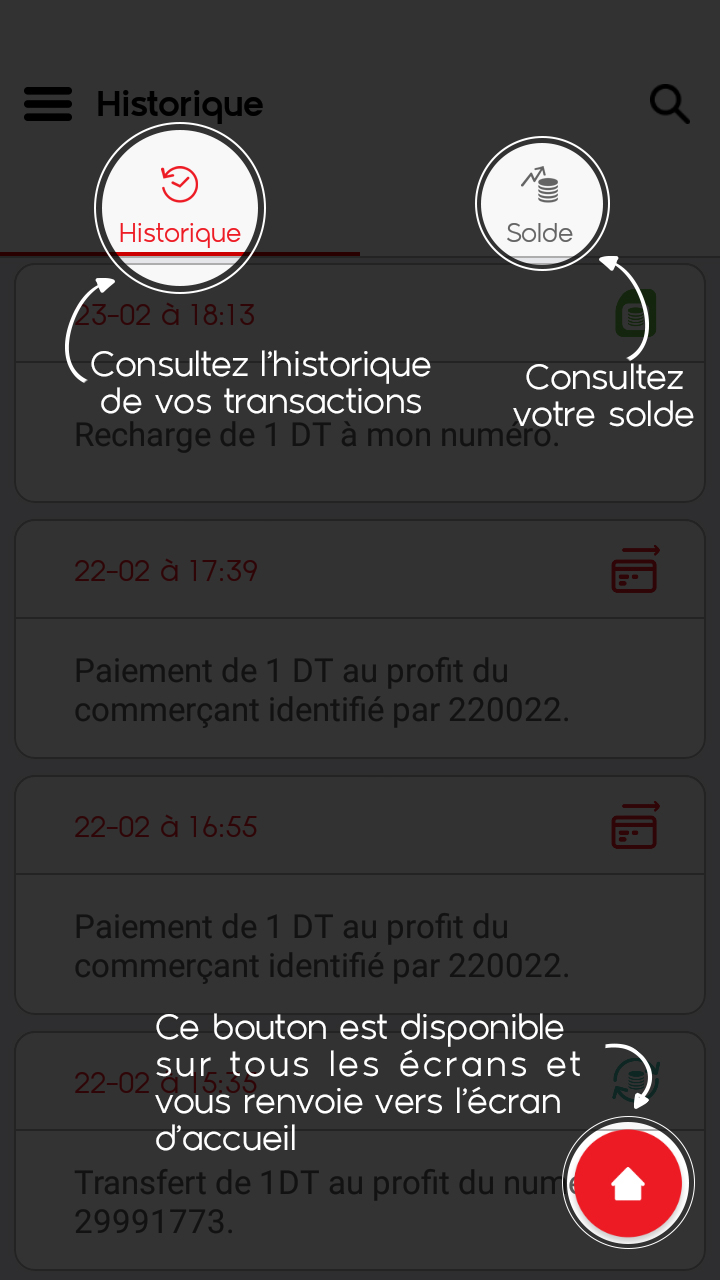 Historique
Historique
Solde
23-02 à 18:13
Consultez l'historique
de vos transactions
Consultez
votre solde
Recharge de 1 DT à mon numéro.
22-02 à 17:39
Paiement de 1 DT au profit du
commerçant identifié par 220022.
22-02 à 16:55
Paiement de 1 DT au profit du
commerçant identifié par 220022.
Ce bouton est disponible
sur tous les écrans et
vous renvoie vers l'écran
d'accueil
22-02 à 15:35
Transfert de 1DT au profit du numé
29991773.